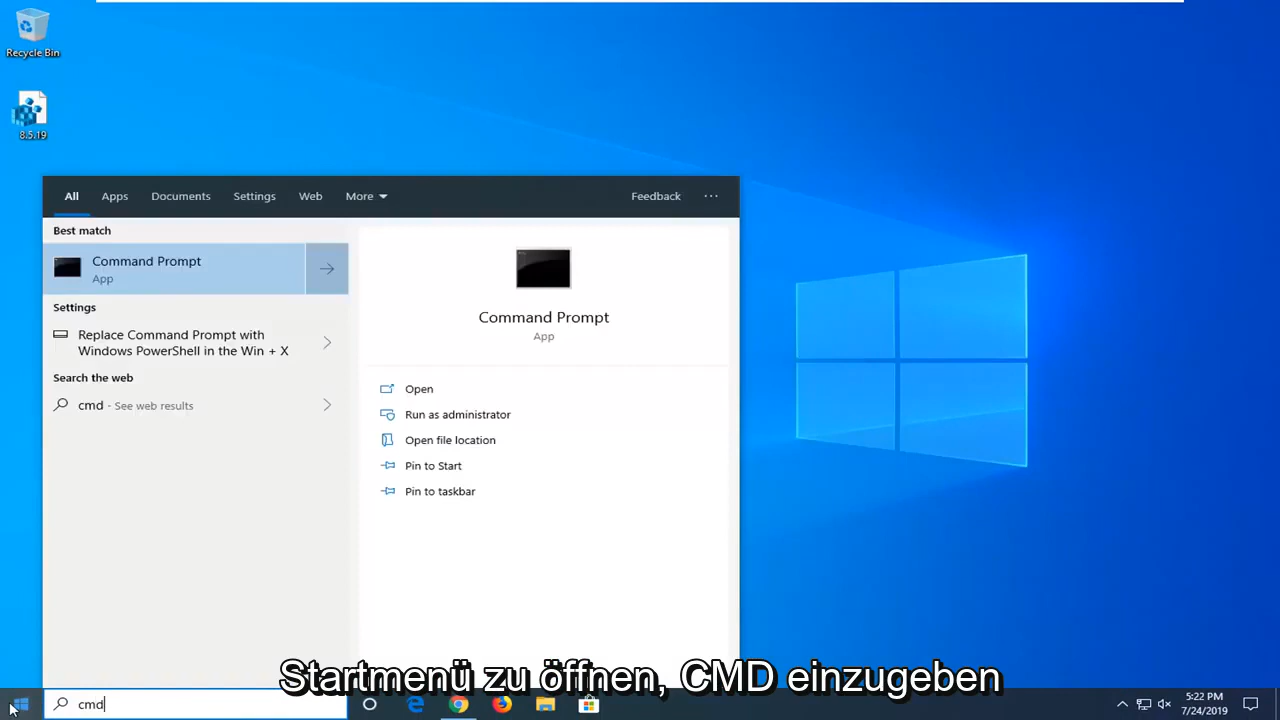 Recycle Bin
8.5.19
All Apps Documents Settings Web More Feedback ...
Best match
Command Prompt
App
Settings
Replace Command Prompt with
Windows PowerShell in the Win + X
Search the web
cmd - See web results
Command Prompt
App
Open
Run as administrator
Open file location
Pin to Start
Pin to taskbar
Startmenü zu öffnen, CMD einzugeben
cmd
5:22 PM
7/24/2019